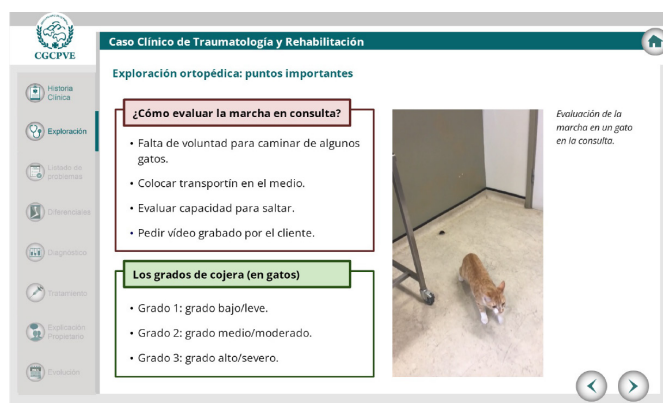 CGCPVE
Caso Clínico de Traumatología y Rehabilitación
Historia
Clínica
Exploración
Listado de
problemas
Diferenciales
Diagnóstico
Tratamiento
Explicación
Propietario
Evolución
Exploración ortopédica: puntos importantes
¿Cómo evaluar la marcha en consulta?
• Falta de voluntad para caminar de algunos
gatos.
• Colocar transportín en el medio.
• Evaluar capacidad para saltar.
• Pedir vídeo grabado por el cliente.
Los grados de cojera (en gatos)
• Grado 1: grado bajo/leve.
• Grado 2: grado medio/moderado.
• Grado 3: grado alto/severo.
Evaluación de la
marcha en un gato
en la consulta.